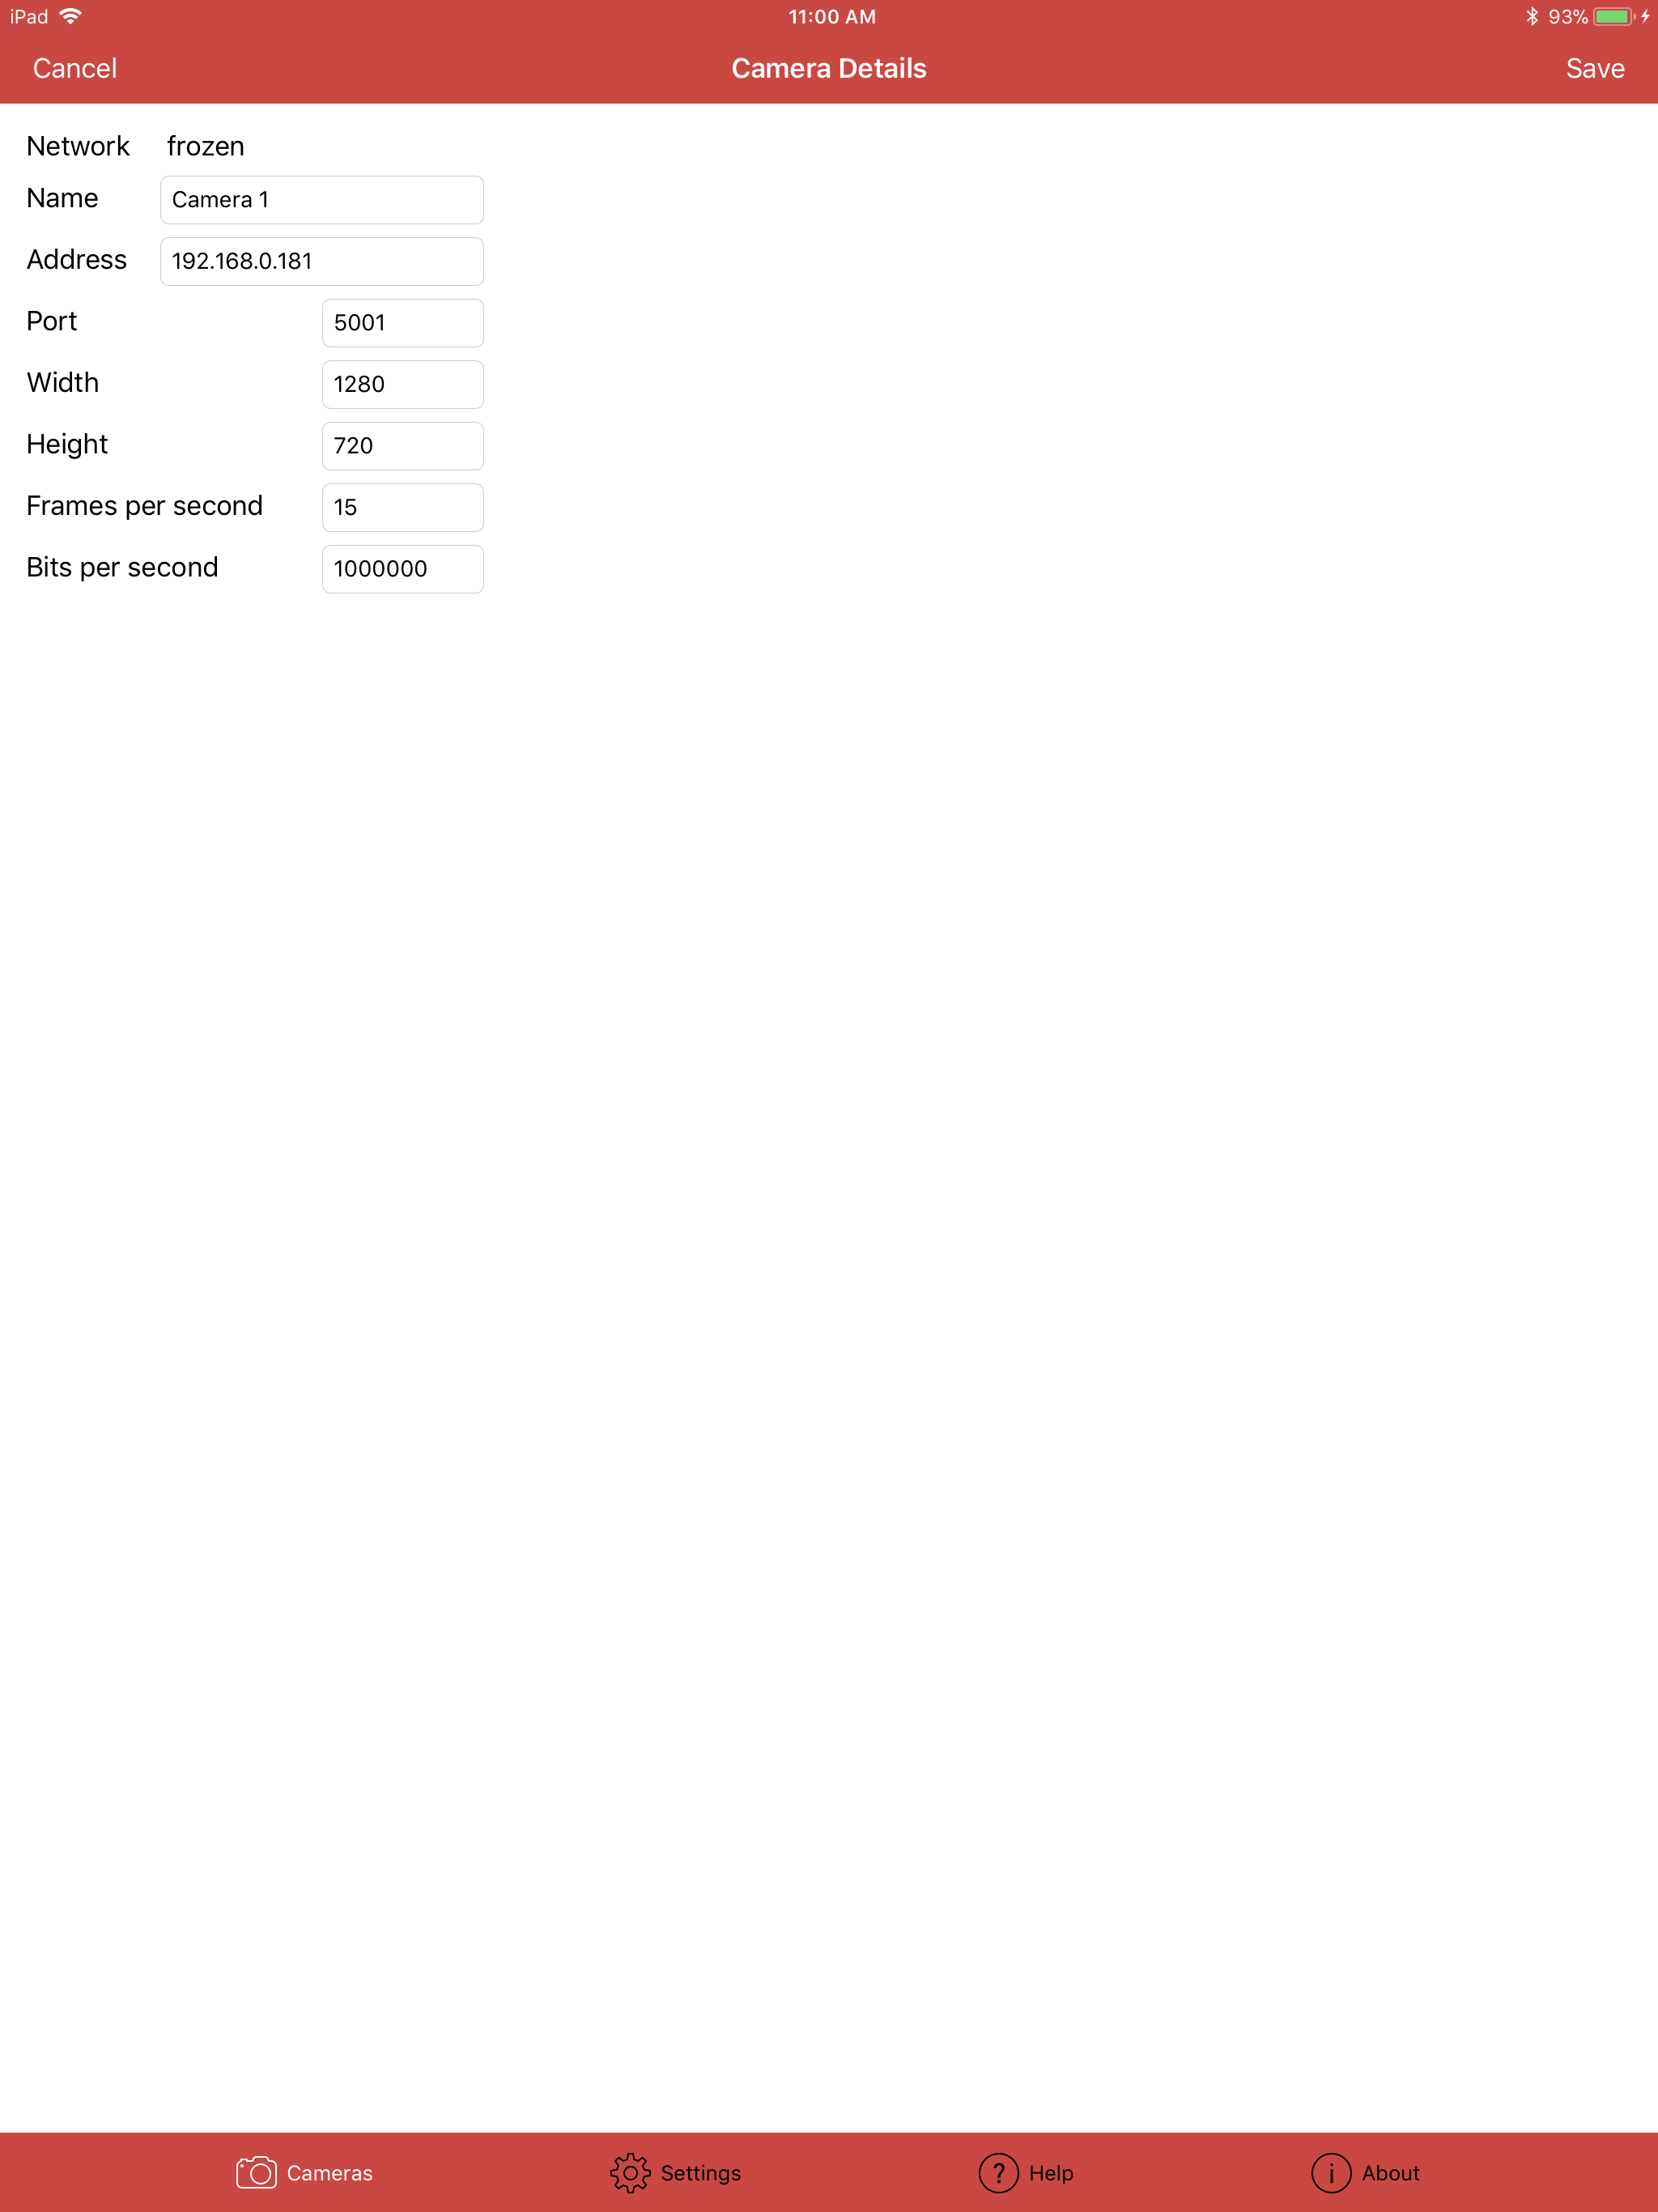 iPad 11:00 AM 93%
Cancel Camera Details Save
Network frozen
Name Camera 1
Address 192.168.0.181
Port 5001
Width 1280
Height 720
Frames per second 15
Bits per second 1000000
Cameras Settings ? Help i About